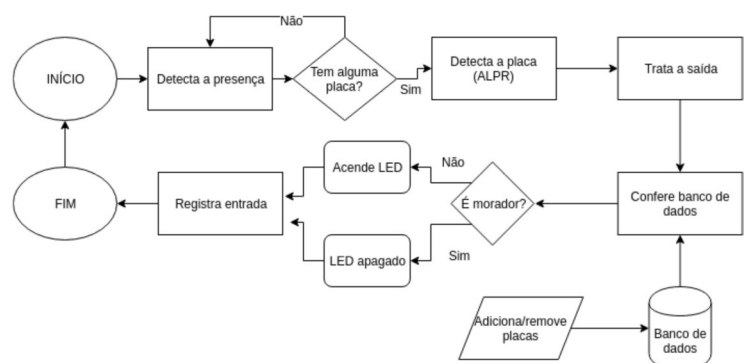 Não
INÍCIO
Detecta a presença
Tem alguma
placa?
Sim
Detecta a placa
(ALPR)
Trata a saída
Acende LED
Não
FIM
Registra entrada
É morador?
Confere banco de
dados
LED apagado
Sim
Adiciona/remove
placas
Banco de
dados